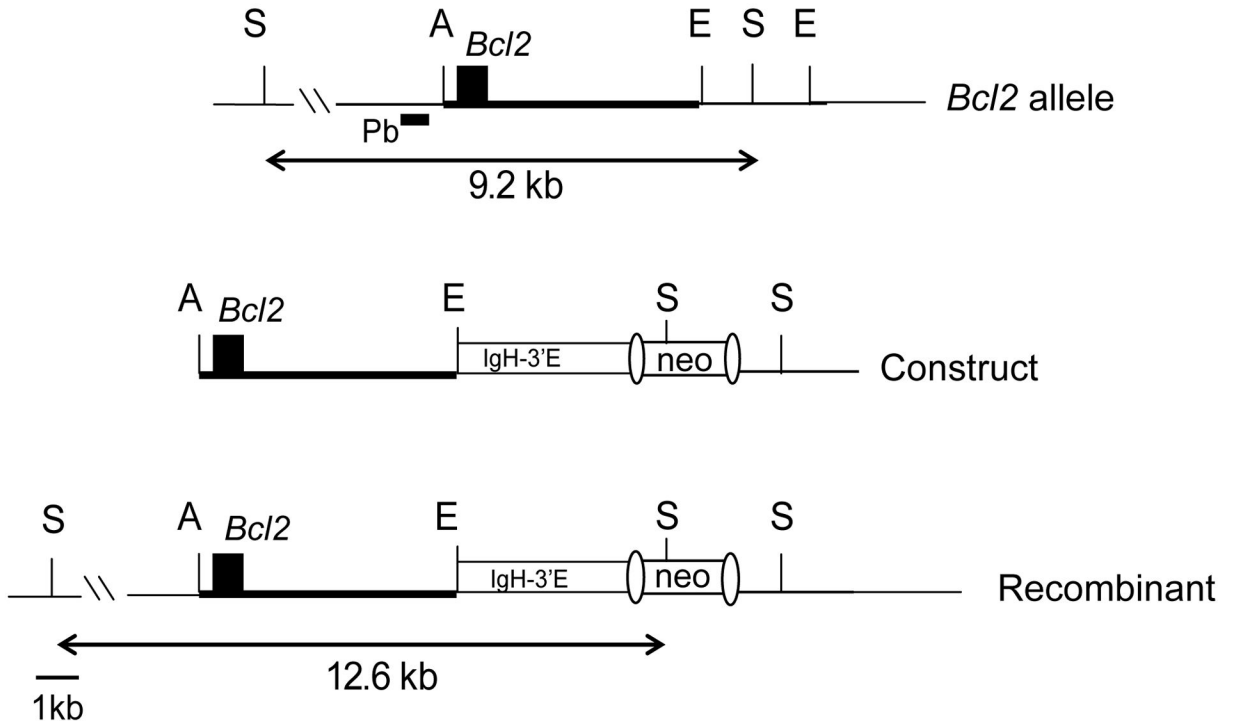 S A Bcl2 E S E
Bcl2 allele
Pb
9.2 kb
A Bcl2 E S S
IgH-3'E neo Construct
S A Bcl2 E S S
IgH-3'E neo Recombinant
12.6 kb
1kb